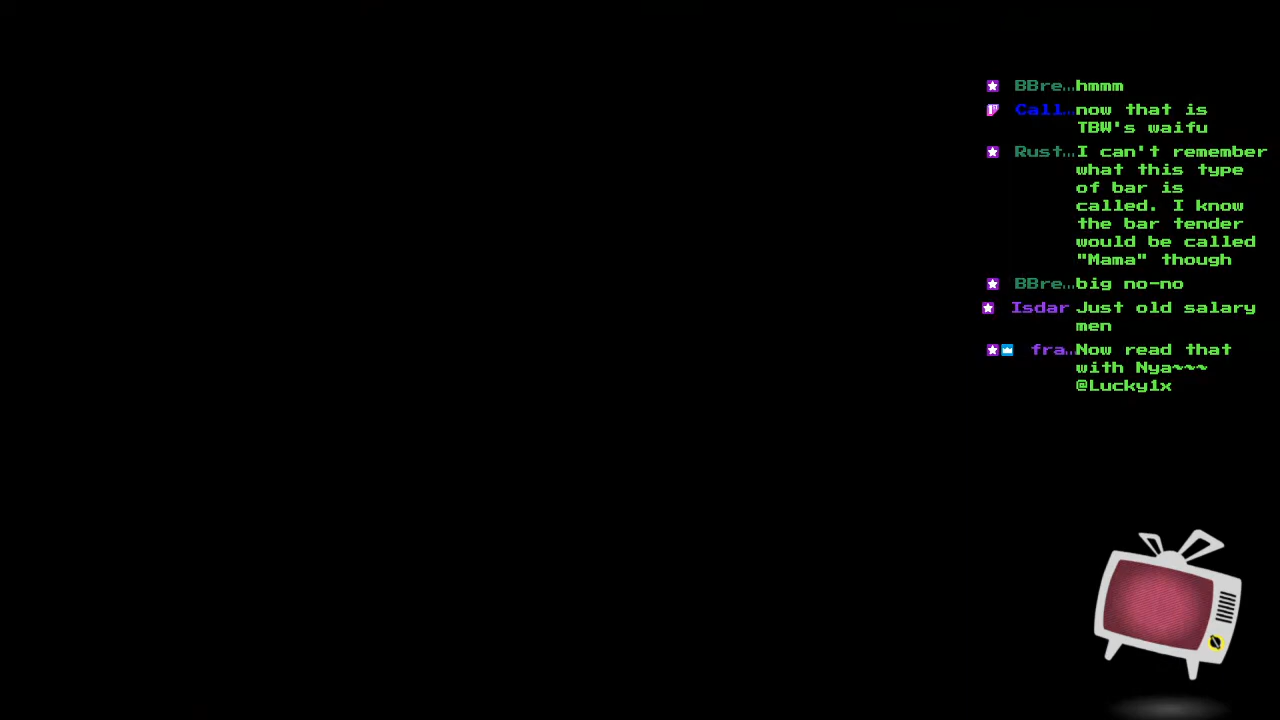 BBre…hmmm
Call…now that is
TBW's waifu
Rust…I can't remember
what this type
of bar is
called. I know
the bar tender
would be called
"Mama" though
BBre…big no-no
Isdar Just old salary
men
fra…Now read that
with Nya~~~
@Lucky1x